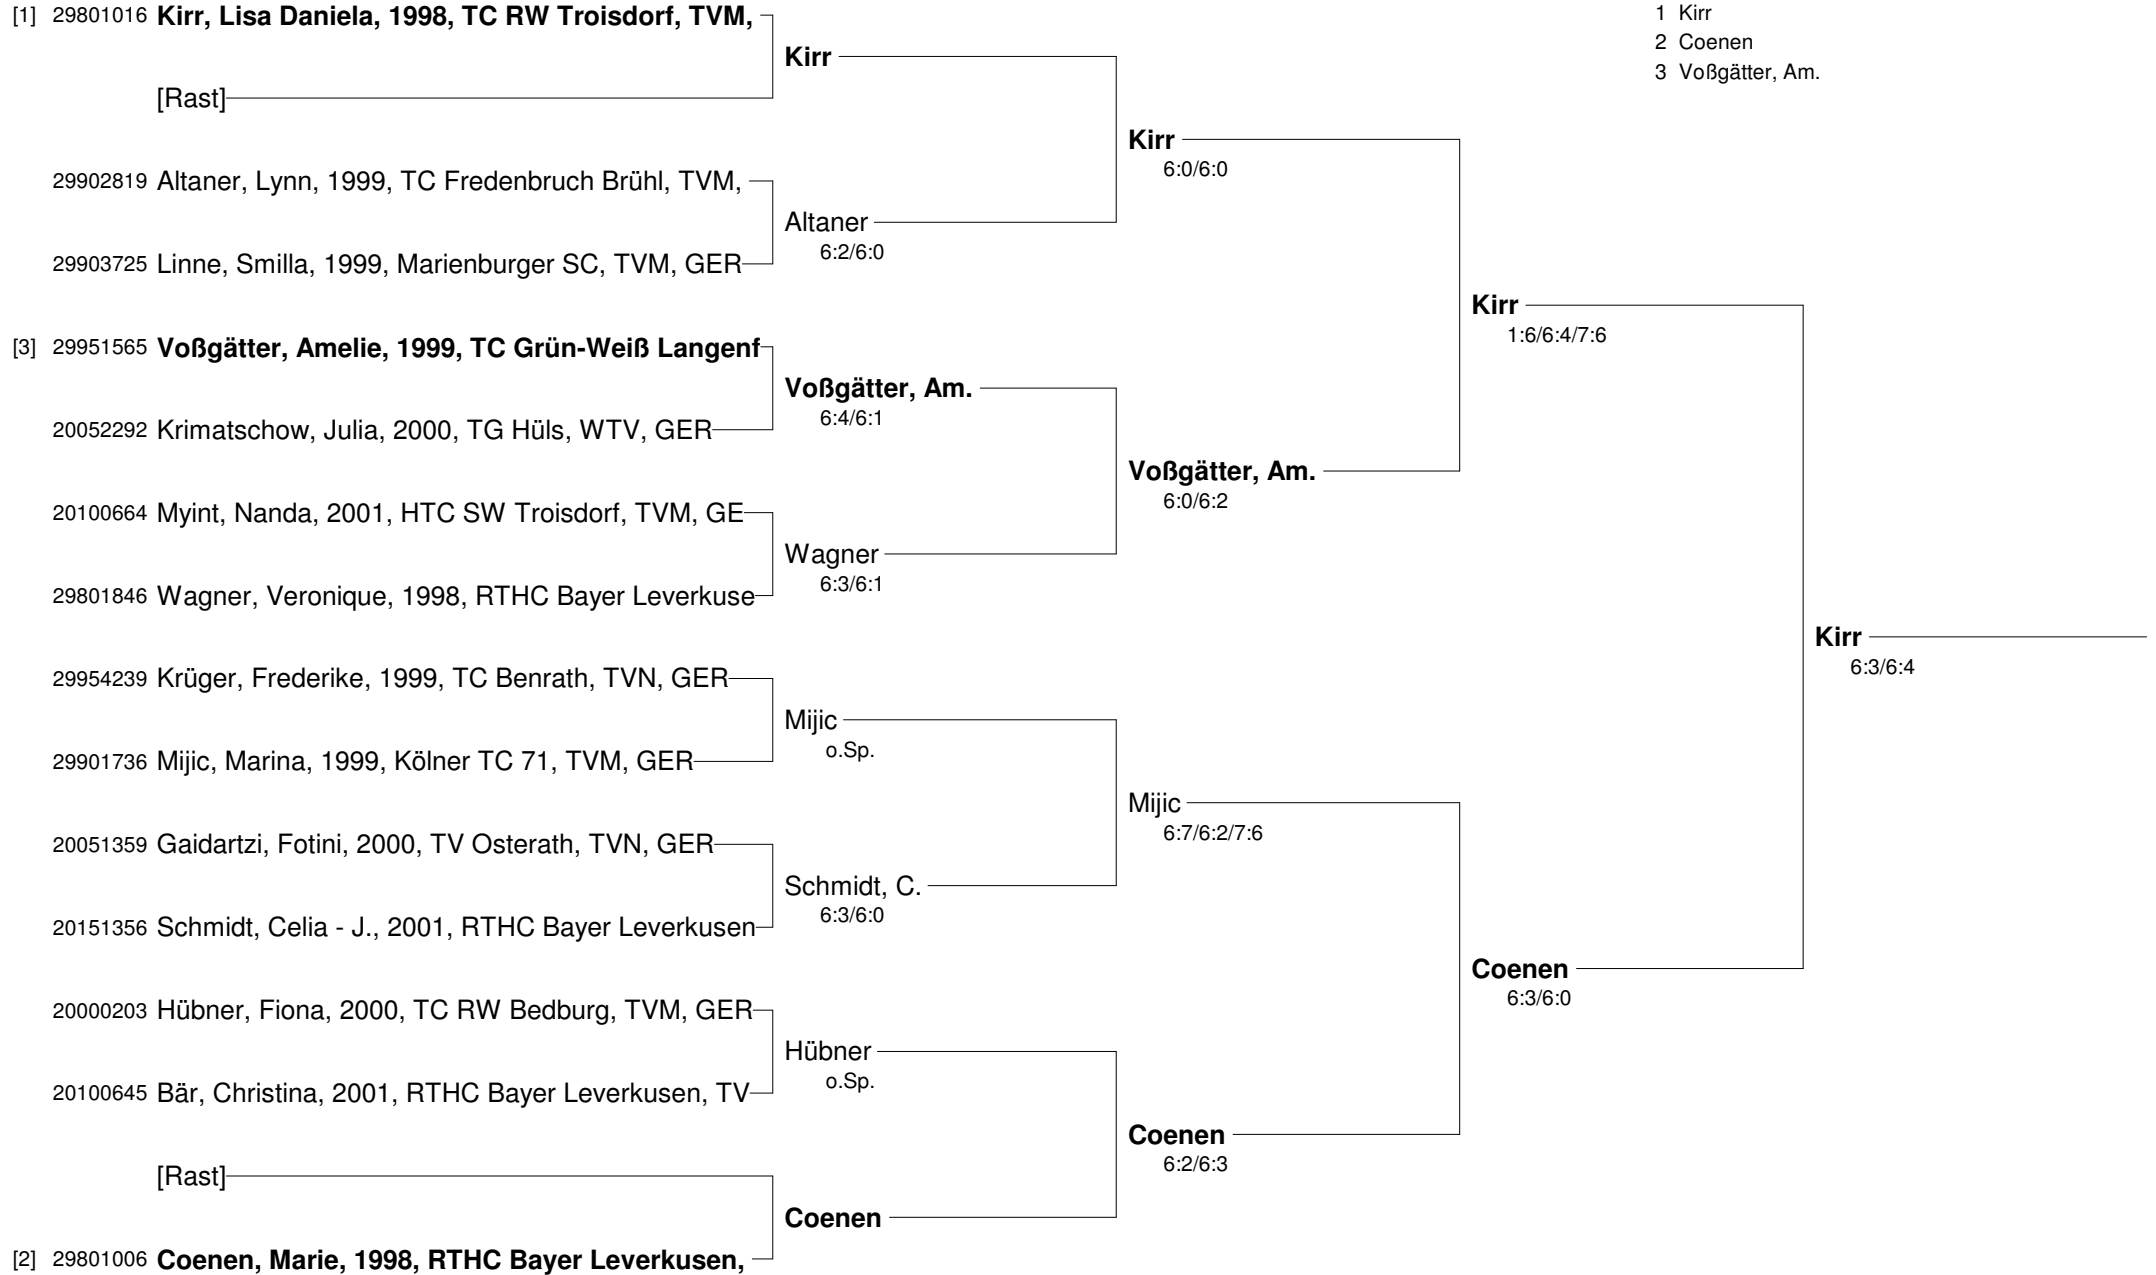 [1] 29801016 Kirr, Lisa Daniela, 1998, TC RW Troisdorf, TVM,
[Rast]
29902819 Altaner, Lynn, 1999, TC Fredenbruch Brühl, TVM,
29903725 Linne, Smilla, 1999, Marienburger SC, TVM, GER
[3] 29951565 Voßgätter, Amelie, 1999, TC Grün-Weiß Langenf
20052292 Krimatschow, Julia, 2000, TG Hüls, WTV, GER
20100664 Myint, Nanda, 2001, HTC SW Troisdorf, TVM, GE
29801846 Wagner, Veronique, 1998, RTHC Bayer Leverkuse
29954239 Krüger, Frederike, 1999, TC Benrath, TVN, GER
29901736 Mijic, Marina, 1999, Kölner TC 71, TVM, GER
20051359 Gaidartzi, Fotini, 2000, TV Osterath, TVN, GER
20151356 Schmidt, Celia - J., 2001, RTHC Bayer Leverkusen
20000203 Hübner, Fiona, 2000, TC RW Bedburg, TVM, GER
20100645 Bär, Christina, 2001, RTHC Bayer Leverkusen, TV
[Rast]
[2] 29801006 Coenen, Marie, 1998, RTHC Bayer Leverkusen,
Kirr
Altaner
6:2/6:0
Voßgätter, Am.
6:4/6:1
Wagner
6:3/6:1
Mijic
o.Sp.
Schmidt, C.
6:3/6:0
Hübner
o.Sp.
Coenen
Kirr
6:0/6:0
Voßgätter, Am.
6:0/6:2
Mijic
6:7/6:2/7:6
Coenen
6:2/6:3
Kirr
1:6/6:4/7:6
Coenen
6:3/6:0
Kirr
6:3/6:4
1 Kirr
2 Coenen
3 Voßgätter, Am.